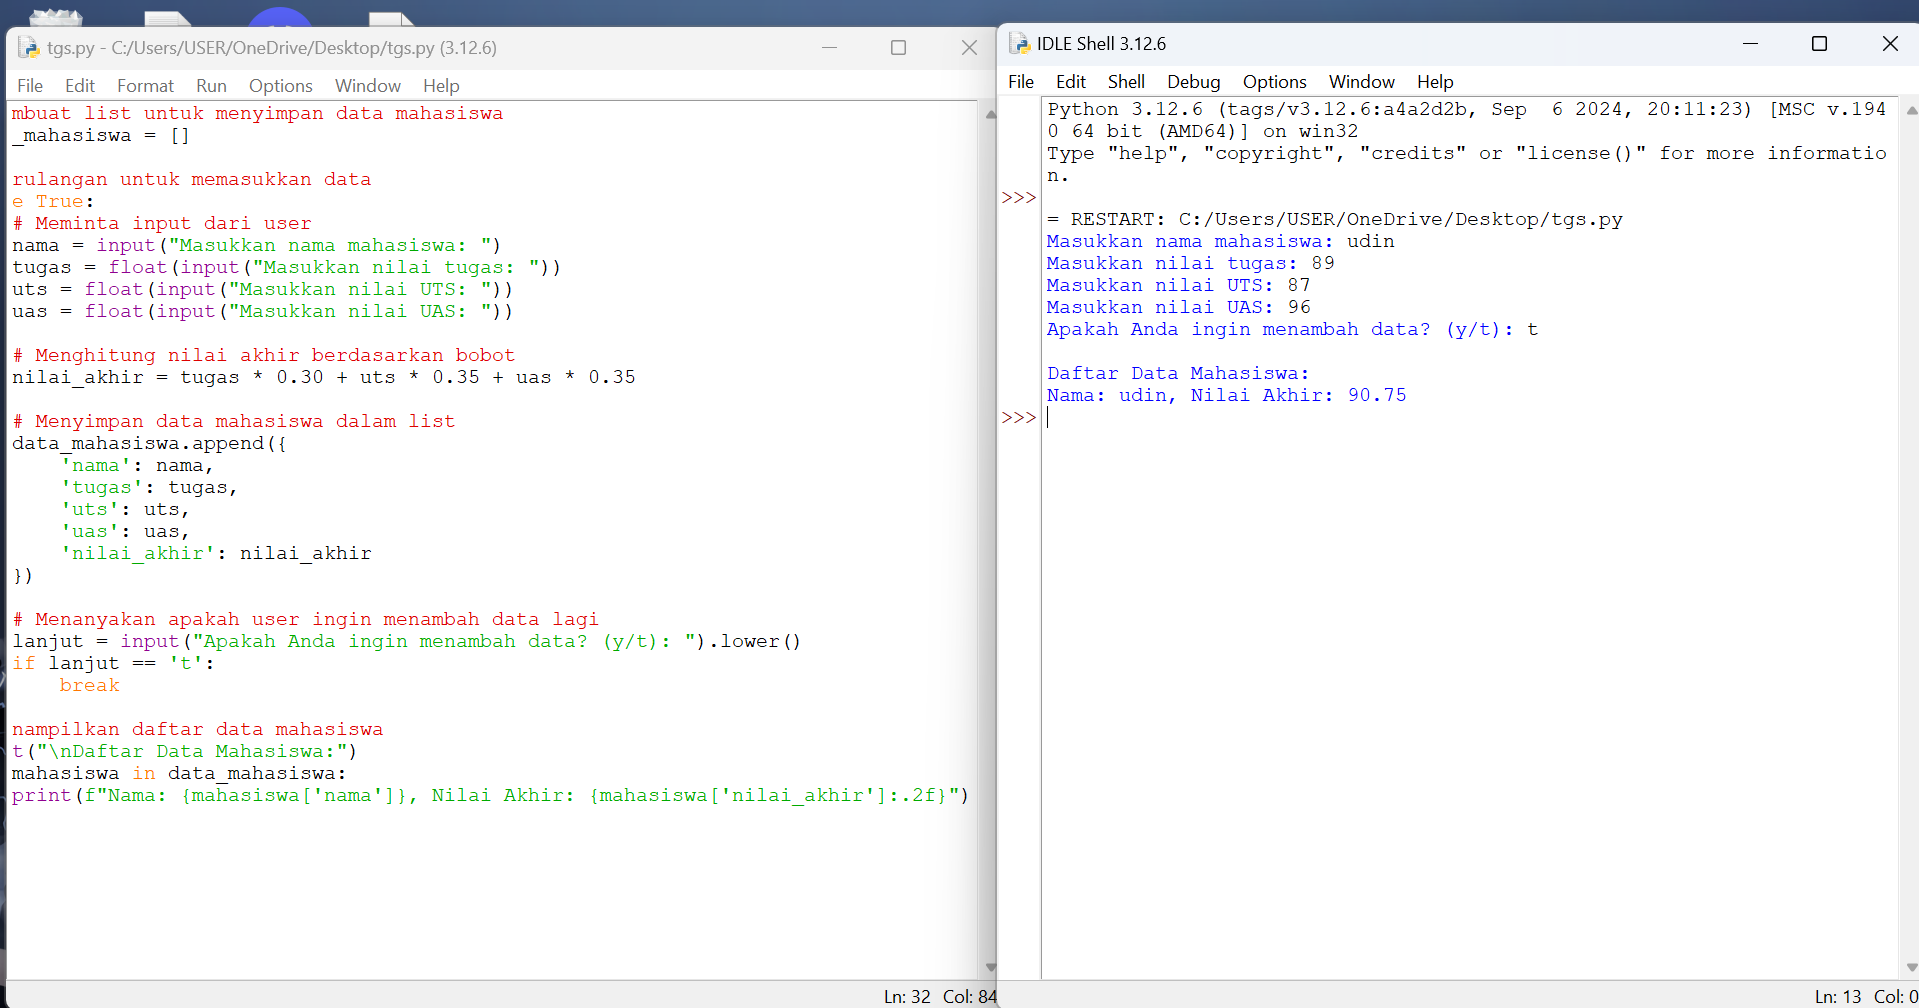 tgs.py - C:/Users/USER/OneDrive/Desktop/tgs.py (3.12.6)
File Edit Format Run Options Window Help
mbuat list untuk menyimpan data mahasiswa
_mahasiswa = []
rulangan untuk memasukkan data
e True:
# Meminta input dari user
nama = input("Masukkan nama mahasiswa: ")
tugas = float(input("Masukkan nilai tugas: "))
uts = float(input("Masukkan nilai UTS: "))
uas = float(input("Masukkan nilai UAS: "))
# Menghitung nilai akhir berdasarkan bobot
nilai_akhir = tugas * 0.30 + uts * 0.35 + uas * 0.35
# Menyimpan data mahasiswa dalam list
data_mahasiswa.append({
    'nama': nama,
    'tugas': tugas,
    'uts': uts,
    'uas': uas,
    'nilai_akhir': nilai_akhir
})
# Menanyakan apakah user ingin menambah data lagi
lanjut = input("Apakah Anda ingin menambah data? (y/t): ").lower()
if lanjut == 't':
    break
nampilkan daftar data mahasiswa
t("\nDaftar Data Mahasiswa:")
mahasiswa in data_mahasiswa:
print(f"Nama: {mahasiswa['nama']}, Nilai Akhir: {mahasiswa['nilai_akhir']:.2f}")
Ln: 32 Col: 84
IDLE Shell 3.12.6
File Edit Shell Debug Options Window Help
Python 3.12.6 (tags/v3.12.6:a4a2d2b, Sep  6 2024, 20:11:23) [MSC v.194
0 64 bit (AMD64)] on win32
Type "help", "copyright", "credits" or "license()" for more informatio
n.
>>>
= RESTART: C:/Users/USER/OneDrive/Desktop/tgs.py
Masukkan nama mahasiswa: udin
Masukkan nilai tugas: 89
Masukkan nilai UTS: 87
Masukkan nilai UAS: 96
Apakah Anda ingin menambah data? (y/t): t
Daftar Data Mahasiswa:
Nama: udin, Nilai Akhir: 90.75
>>>
Ln: 13 Col: 0